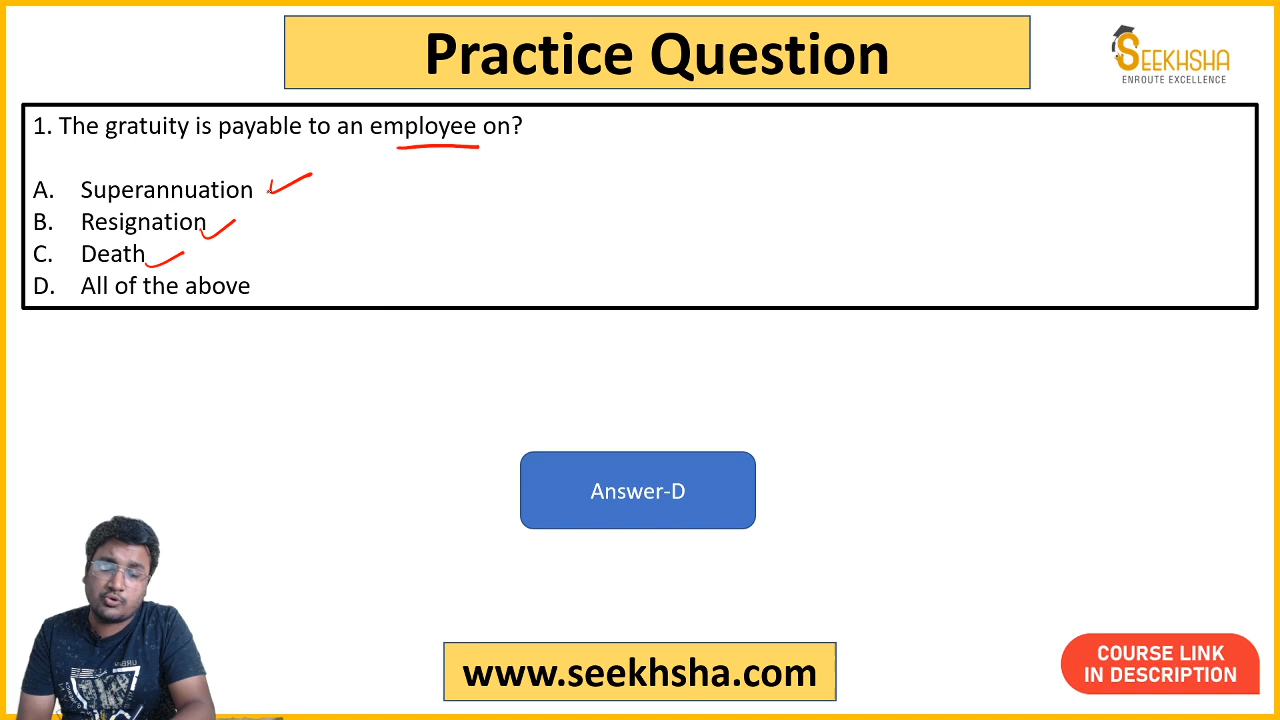 Practice Question
SEEKHSHA
ENROUTE EXCELLENCE
1. The gratuity is payable to an employee on?
A. Superannuation
B. Resignation
C. Death
D. All of the above
Answer-D
www.seekhsha.com
COURSE LINK
IN DESCRIPTION